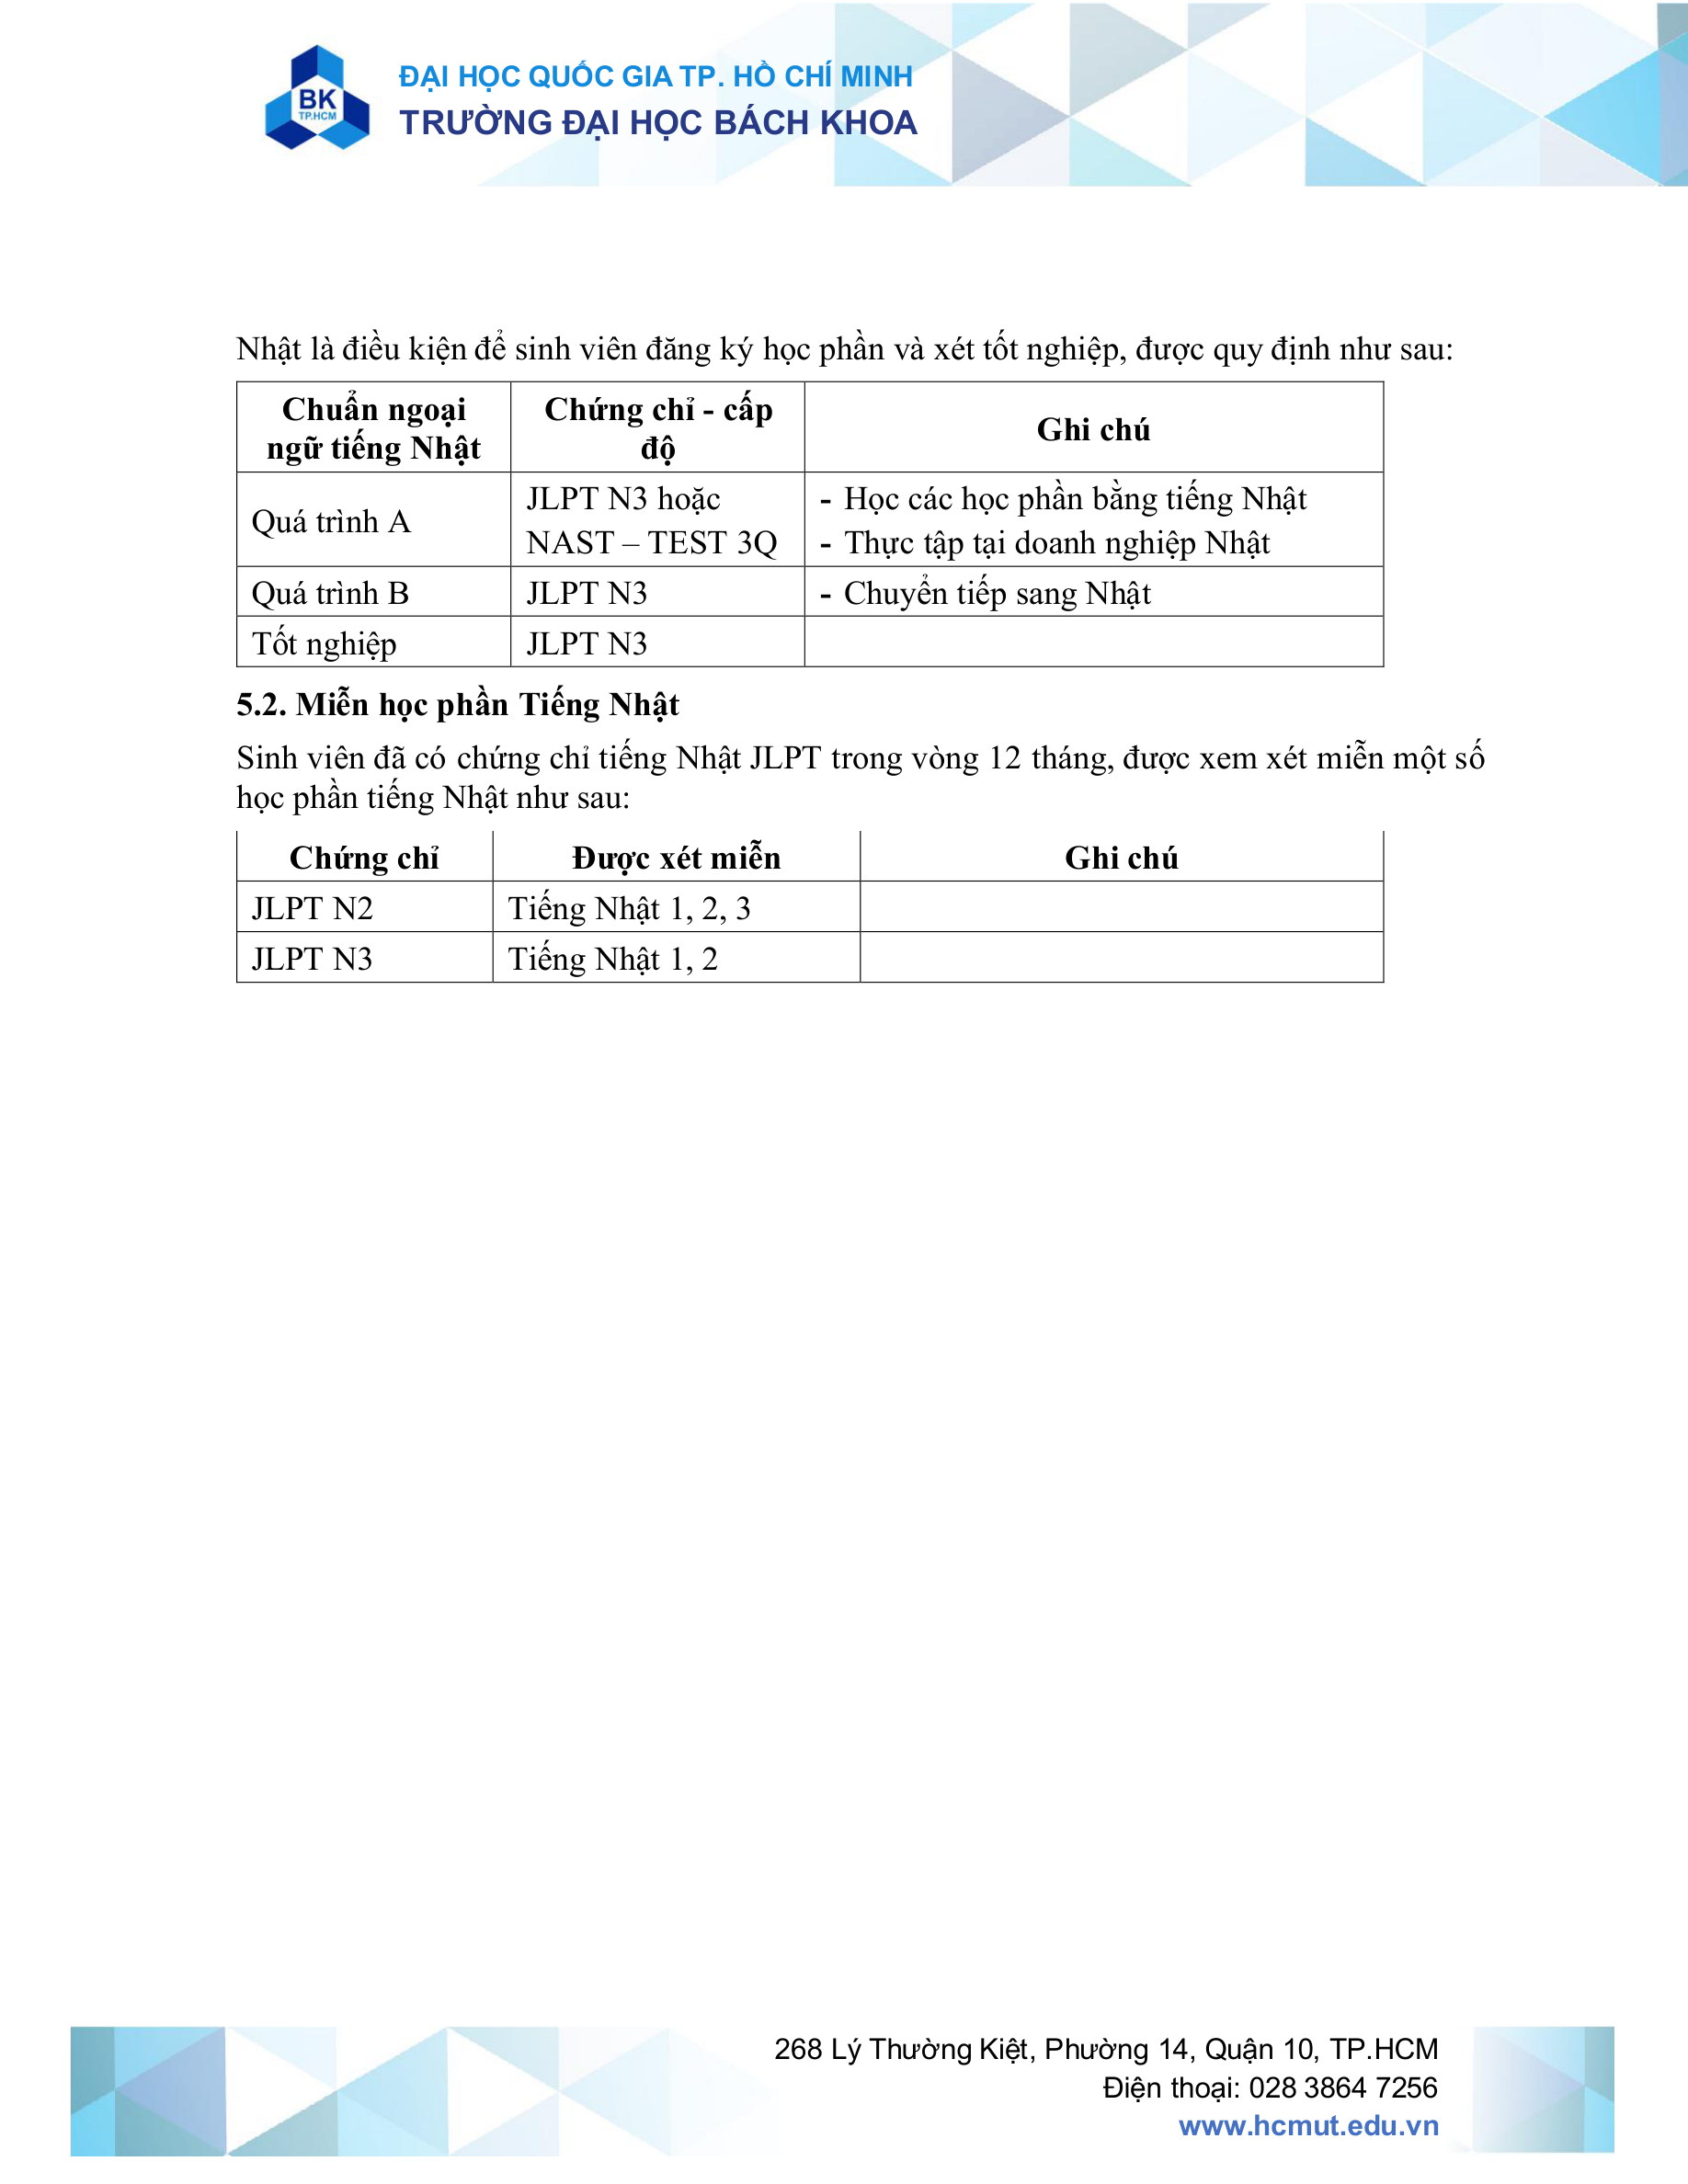 BK
TP.HCM
ĐẠI HỌC QUỐC GIA TP. HỒ CHÍ MINH
TRƯỜNG ĐẠI HỌC BÁCH KHOA
Nhật là điều kiện để sinh viên đăng ký học phần và xét tốt nghiệp, được quy định như sau:
Chuẩn ngoại
ngữ tiếng Nhật
Chứng chỉ - cấp
độ
Ghi chú
Quá trình A
JLPT N3 hoặc
NAST – TEST 3Q
- Học các học phần bằng tiếng Nhật
- Thực tập tại doanh nghiệp Nhật
Quá trình B
JLPT N3
- Chuyển tiếp sang Nhật
Tốt nghiệp
JLPT N3
5.2. Miễn học phần Tiếng Nhật
Sinh viên đã có chứng chỉ tiếng Nhật JLPT trong vòng 12 tháng, được xem xét miễn một số
học phần tiếng Nhật như sau:
Chứng chỉ
Được xét miễn
Ghi chú
JLPT N2
Tiếng Nhật 1, 2, 3
JLPT N3
Tiếng Nhật 1, 2
268 Lý Thường Kiệt, Phường 14, Quận 10, TP.HCM
Điện thoại: 028 3864 7256
www.hcmut.edu.vn